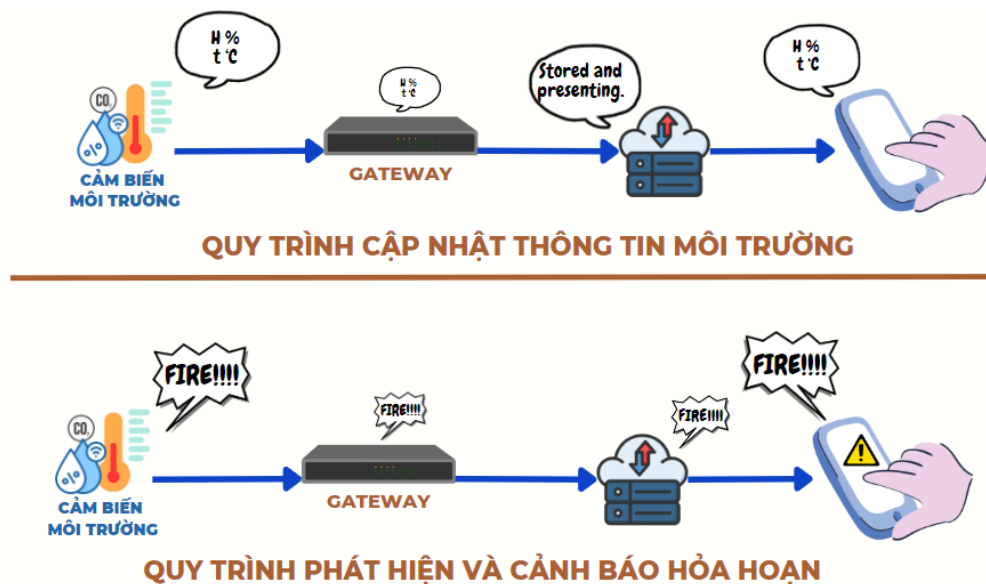 H %
t °C
H %
t °C
Stored and
presenting.
H %
t °C
CO₂
%
GATEWAY
CẢM BIẾN
MÔI TRƯỜNG
QUY TRÌNH CẬP NHẬT THÔNG TIN MÔI TRƯỜNG
FIRE!!!!
FIRE!!!!
FIRE!!!!
FIRE!!!!
CO₂
%
GATEWAY
CẢM BIẾN
MÔI TRƯỜNG
QUY TRÌNH PHÁT HIỆN VÀ CẢNH BÁO HỎA HOẠN